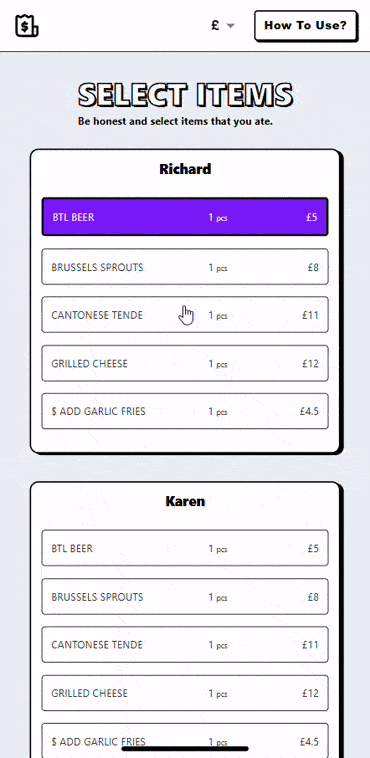 $
£
How To Use?
SELECT ITEMS
Be honest and select items that you ate.
Richard
BTL BEER 1 pcs £5
BRUSSELS SPROUTS 1 pcs £8
CANTONESE TENDE 1 pcs £11
GRILLED CHEESE 1 pcs £12
$ ADD GARLIC FRIES 1 pcs £4.5
Karen
BTL BEER 1 pcs £5
BRUSSELS SPROUTS 1 pcs £8
CANTONESE TENDE 1 pcs £11
GRILLED CHEESE 1 pcs £12
$ ADD GARLIC FRIES 1 pcs £4.5